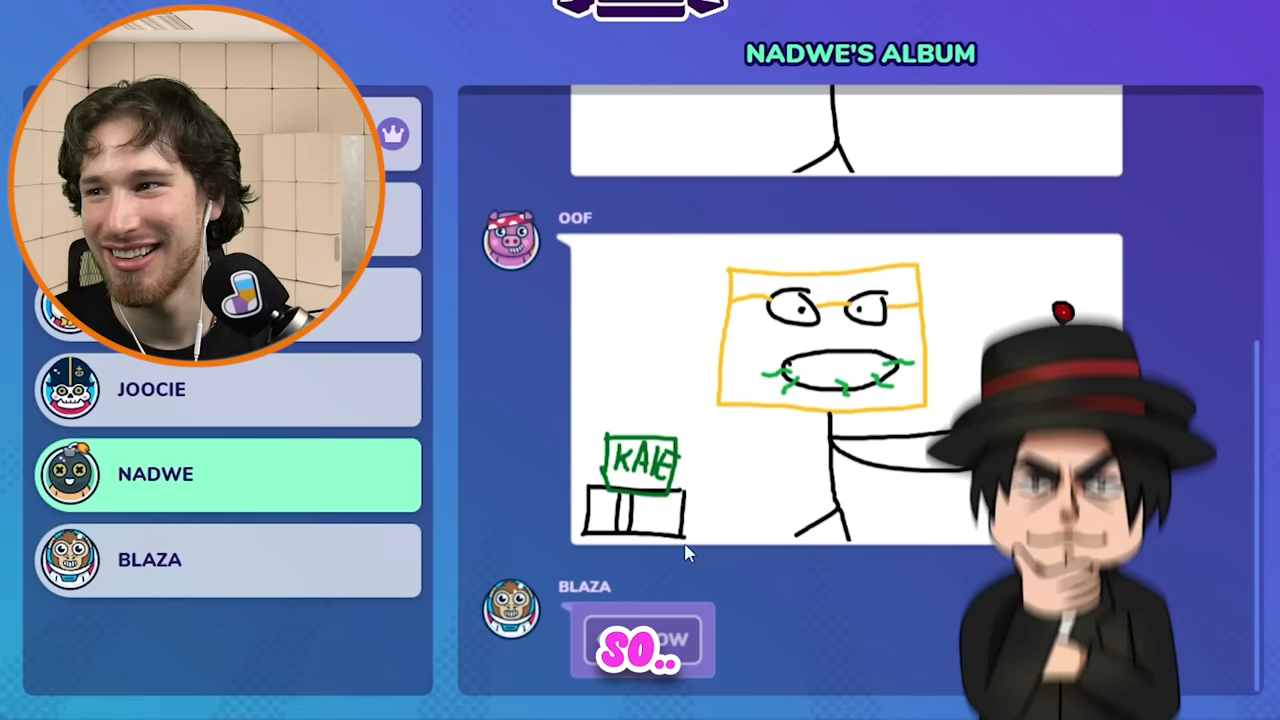 NADWE'S ALBUM
OOF
KALE
JOOCIE
NADWE
BLAZA
BLAZA
SO..